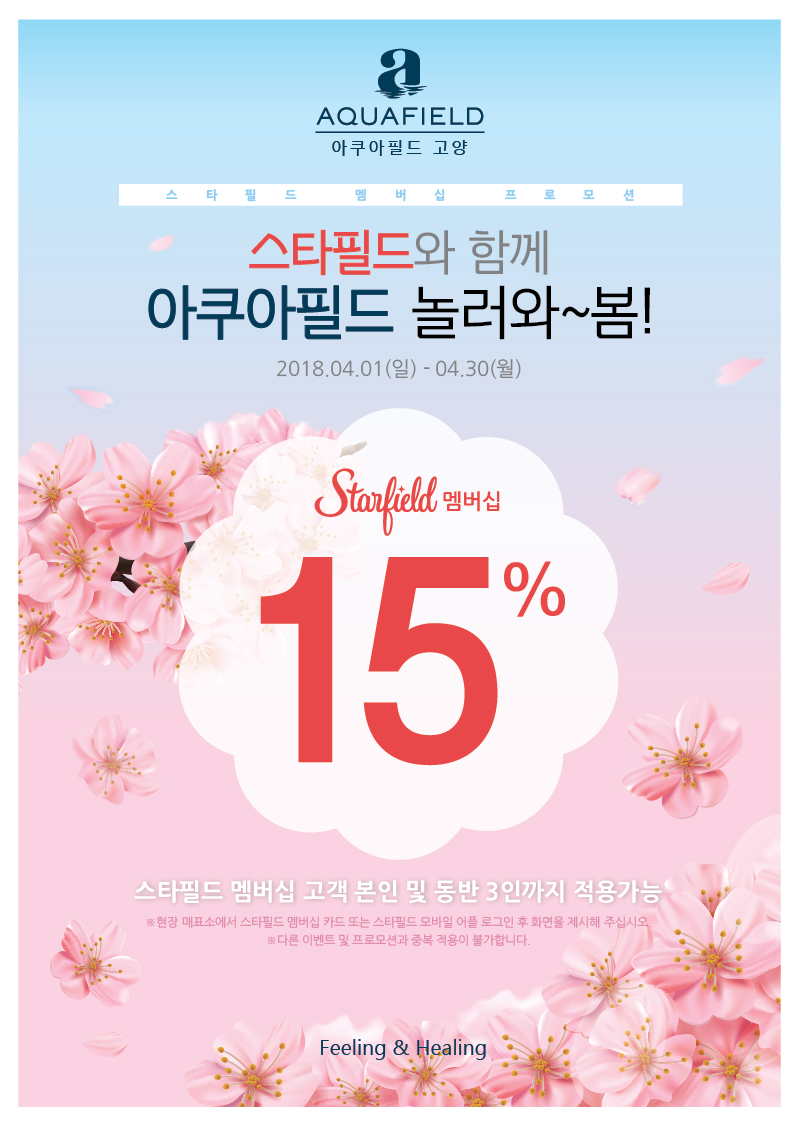 a
AQUAFIELD
아쿠아필드 고양
스타필드 멤버십 프로모션
스타필드와 함께
아쿠아필드 놀러와~봄!
2018.04.01(일) - 04.30(월)
Starfield 멤버십
15%
스타필드 멤버십 고객 본인 및 동반 3인까지 적용가능
※현장 매표소에서 스타필드 멤버십 카드 또는 스타필드 모바일 어플 로그인 후 화면을 제시해 주십시오.
※다른 이벤트 및 프로모션과 중복 적용이 불가합니다.
Feeling & Healing